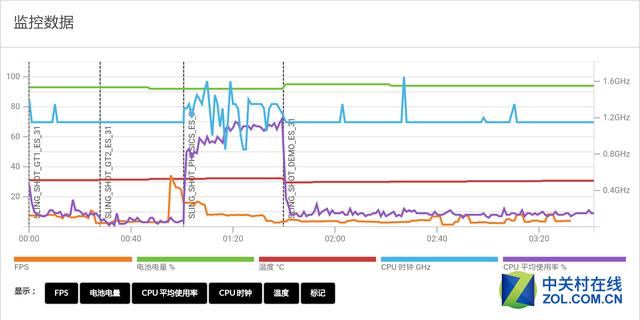 监控数据
100
80
60
40
20
1.6GHz
1.2GHz
0.8GHz
0.4GHz
SLING_SHOT_GT1_ES_31
SLING_SHOT_GT2_ES_31
SLING_SHOT_PHYSICS_ES_
SLING_SHOT_DEMO_ES_31
00:00 00:40 01:20 02:00 02:40 03:20
FPS 电池电量 % 温度 °C CPU 时钟 GHz CPU 平均使用率 %
显示： FPS 电池电量 CPU 平均使用率 CPU 时钟 温度 标记
Z 中关村在线
ZOL.COM.CN